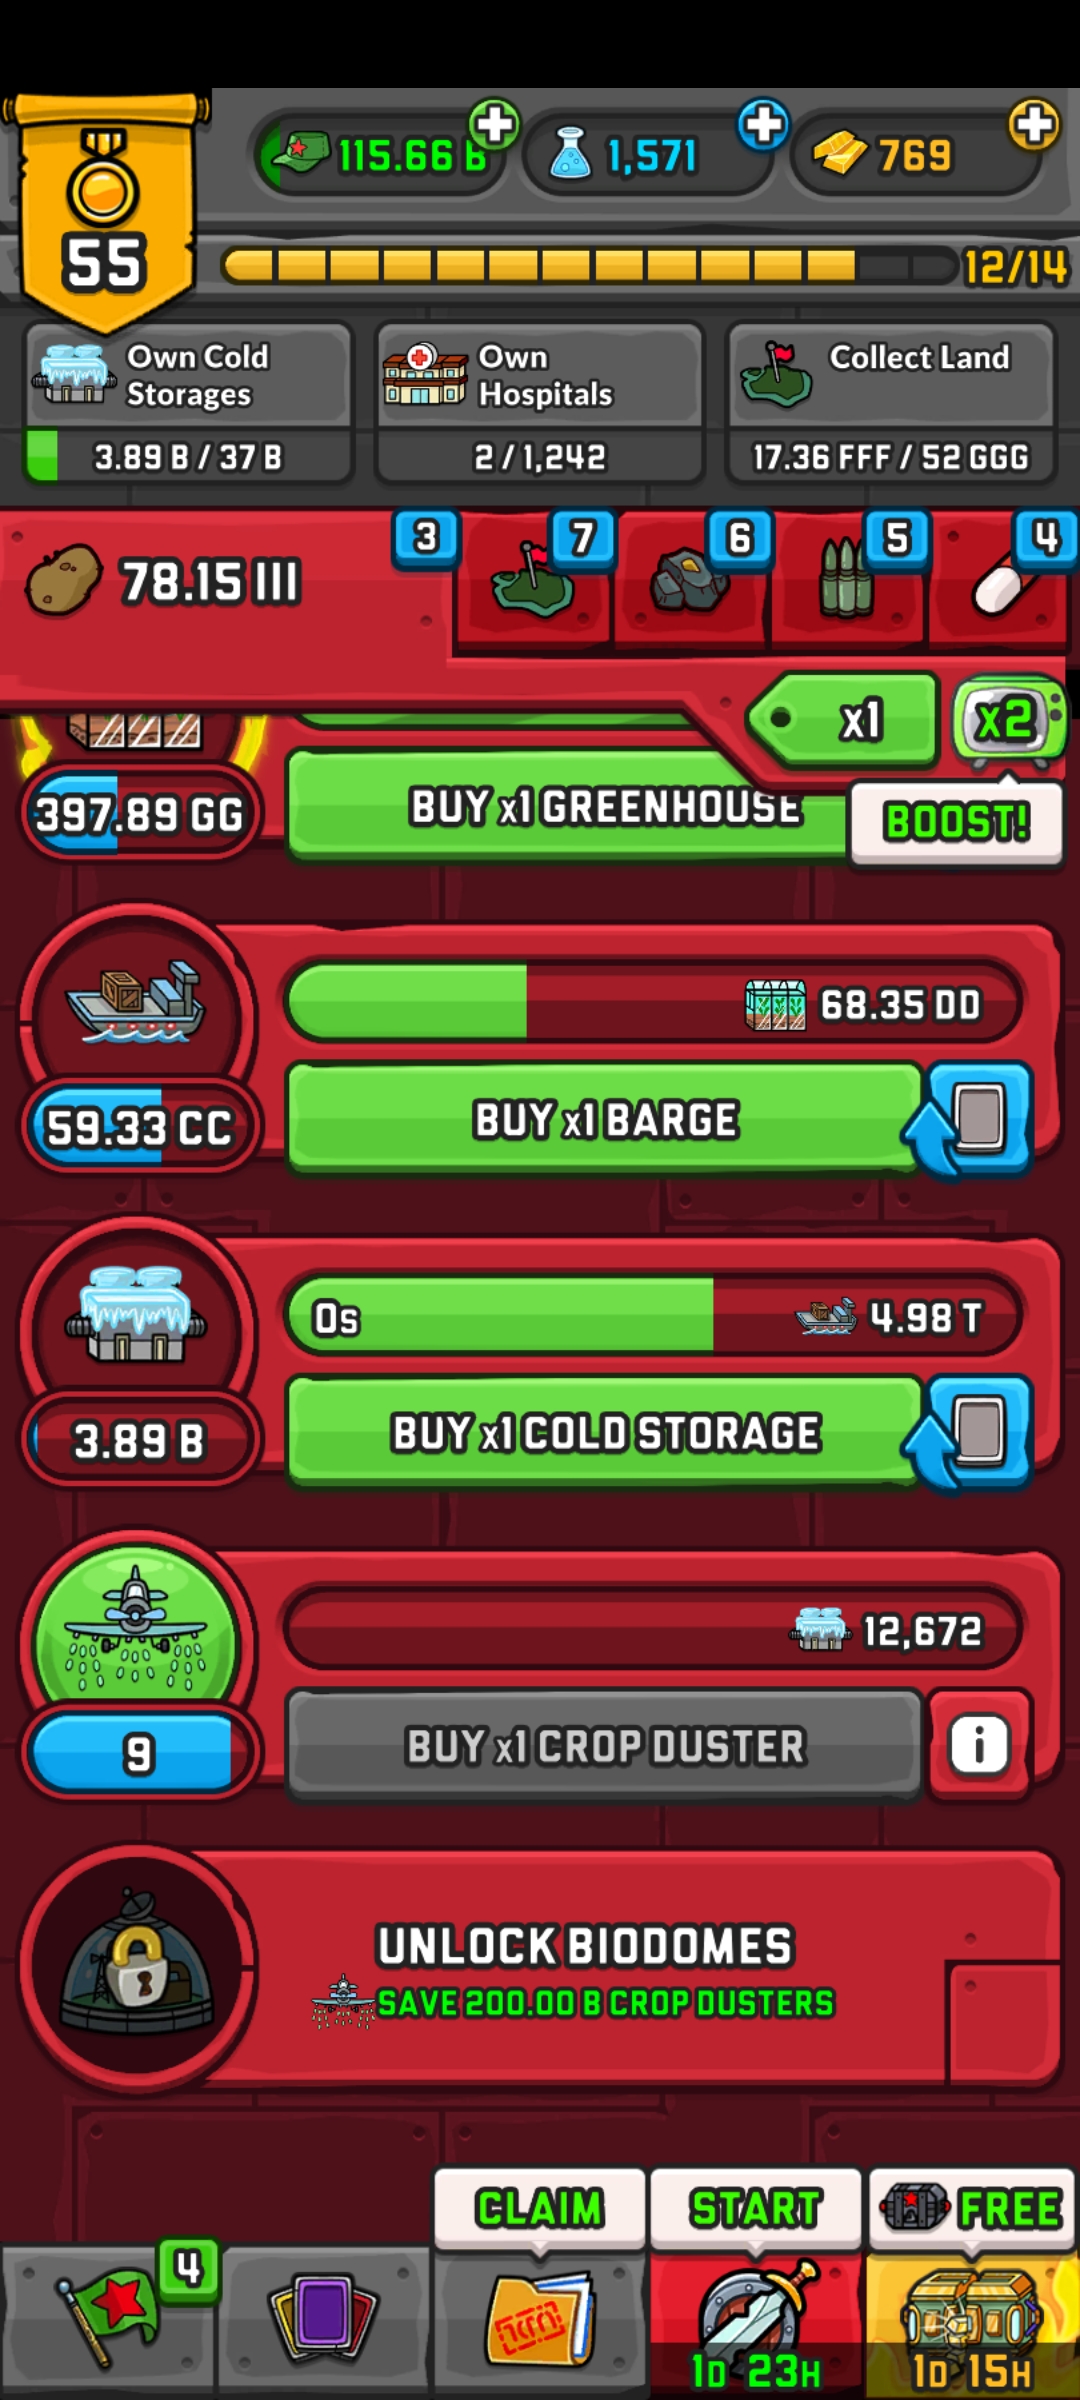 55
115.66 B
1,571
769
12/14
Own Cold
Storages
3.89 B / 37 B
Own
Hospitals
2 / 1,242
Collect Land
17.36 FFF / 52 GGG
78.15 III
3
7
6
5
4
x1
x2
BOOST!
397.89 GG
BUY x1 GREENHOUSE
68.35 DD
59.33 CC
BUY x1 BARGE
0s
4.98 T
3.89 B
BUY x1 COLD STORAGE
12,672
9
BUY x1 CROP DUSTER
i
UNLOCK BIODOMES
SAVE 200.00 B CROP DUSTERS
CLAIM
START
FREE
4
1D 23H
1D 15H